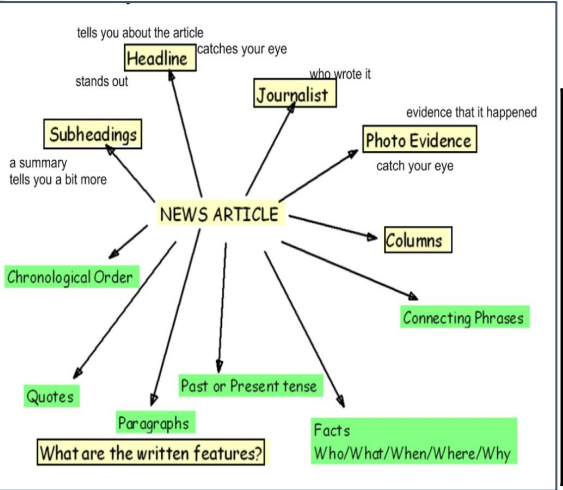 tells you about the article
Headline
catches your eye
stands out
who wrote it
Journalist
evidence that it happened
Subheadings
Photo Evidence
a summary
tells you a bit more
catch your eye
NEWS ARTICLE
Columns
Chronological Order
Connecting Phrases
Quotes
Past or Present tense
Paragraphs
Facts
Who/What/When/Where/Why
What are the written features?